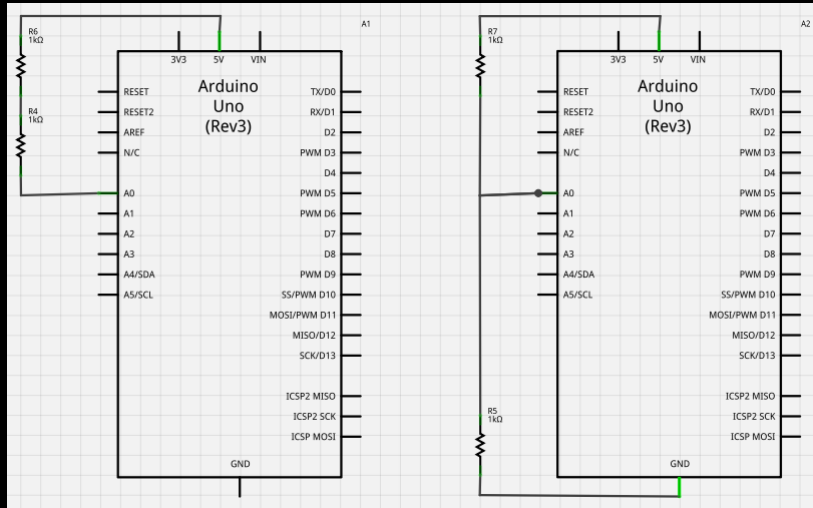 A1
R6
1kΩ
R4
1kΩ
3V3 5V VIN
Arduino
Uno
(Rev3)
RESET
RESET2
AREF
N/C
A0
A1
A2
A3
A4/SDA
A5/SCL
TX/D0
RX/D1
D2
PWM D3
D4
PWM D5
PWM D6
D7
D8
PWM D9
SS/PWM D10
MOSI/PWM D11
MISO/D12
SCK/D13
ICSP2 MISO
ICSP2 SCK
ICSP MOSI
GND
A2
R7
1kΩ
R5
1kΩ
3V3 5V VIN
Arduino
Uno
(Rev3)
RESET
RESET2
AREF
N/C
A0
A1
A2
A3
A4/SDA
A5/SCL
TX/D0
RX/D1
D2
PWM D3
D4
PWM D5
PWM D6
D7
D8
PWM D9
SS/PWM D10
MOSI/PWM D11
MISO/D12
SCK/D13
ICSP2 MISO
ICSP2 SCK
ICSP MOSI
GND